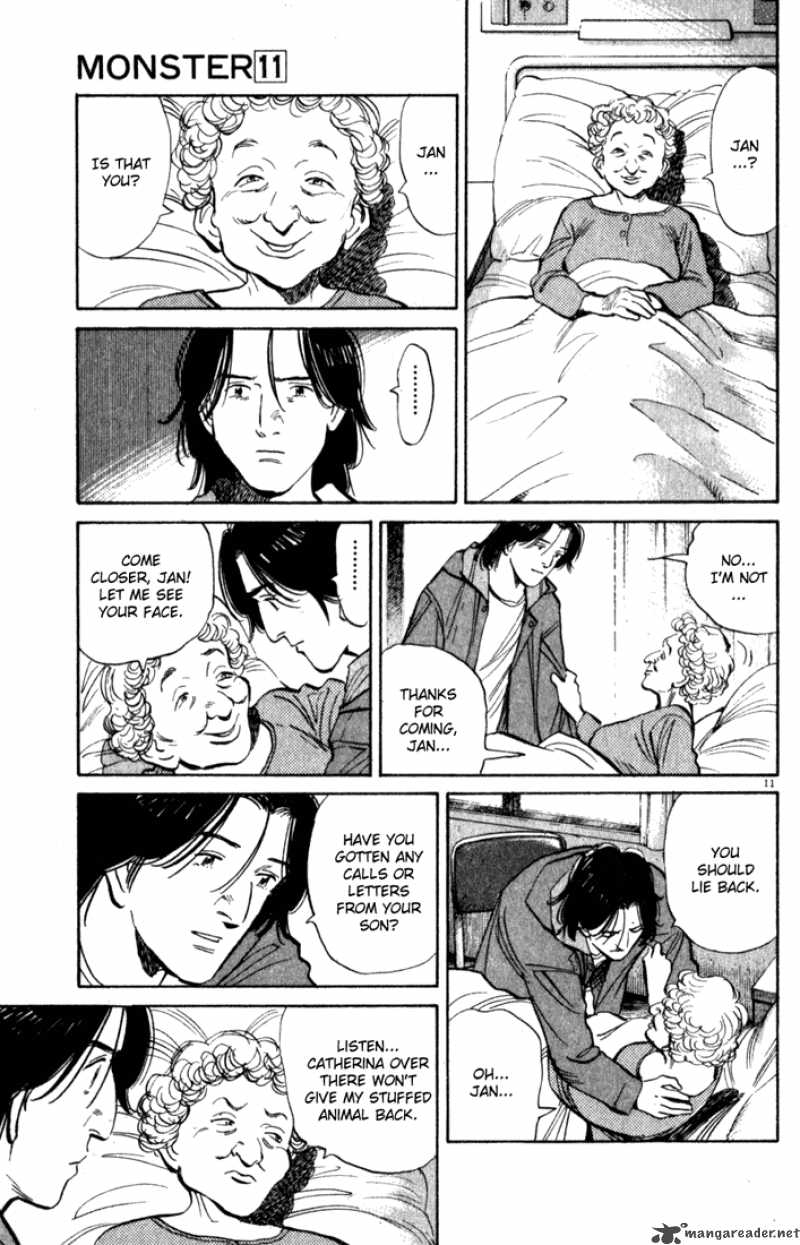 MONSTER 11
JAN
...?
JAN
...
IS THAT
YOU?
.........
NO...
I'M NOT
...
THANKS
FOR
COMING,
JAN...
.........
COME
CLOSER, JAN!
LET ME SEE
YOUR FACE.
11
YOU
SHOULD
LIE BACK.
OH...
JAN...
HAVE YOU
GOTTEN ANY
CALLS OR
LETTERS
FROM YOUR
SON?
LISTEN...
CATHERINA OVER
THERE WON'T
GIVE MY STUFFED
ANIMAL BACK.
mangareader.net